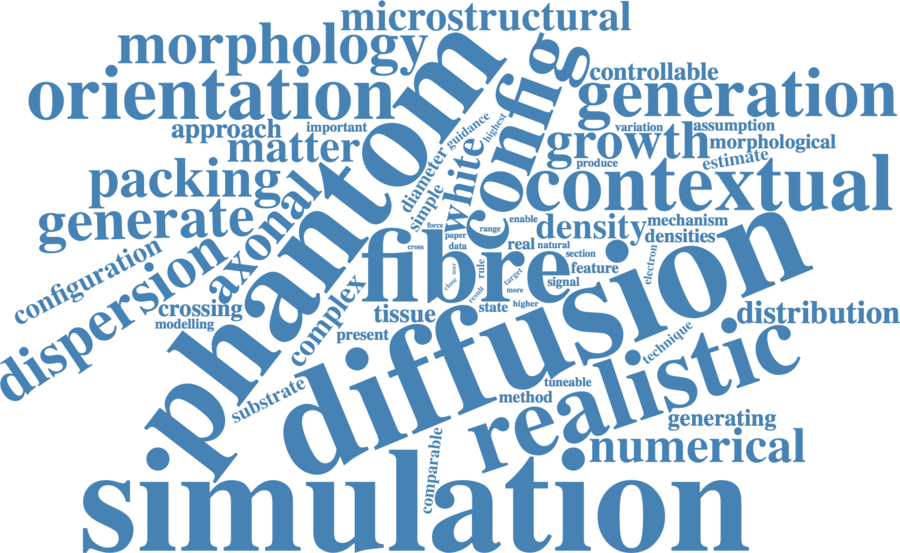 microstructural
morphology
phantom
config
controllable
orientation
generation
approach
important
guidance
highest
variation
assumption
matter
growth
morphological
diameter
white
produce
estimate
packing
simple
contextual
axonal
generate
force
enable
density
mechanism
paper
range
densities
configuration
dispersion
cross
data
real
natural
fibre
section
electron
user
rule
feature
close
target
signal
complex
more
result
crossing
tissue
state
higher
distribution
modelling
present
diffusion
technique
realistic
substrate
tuneable
method
generating
comparable
numerical
simulation